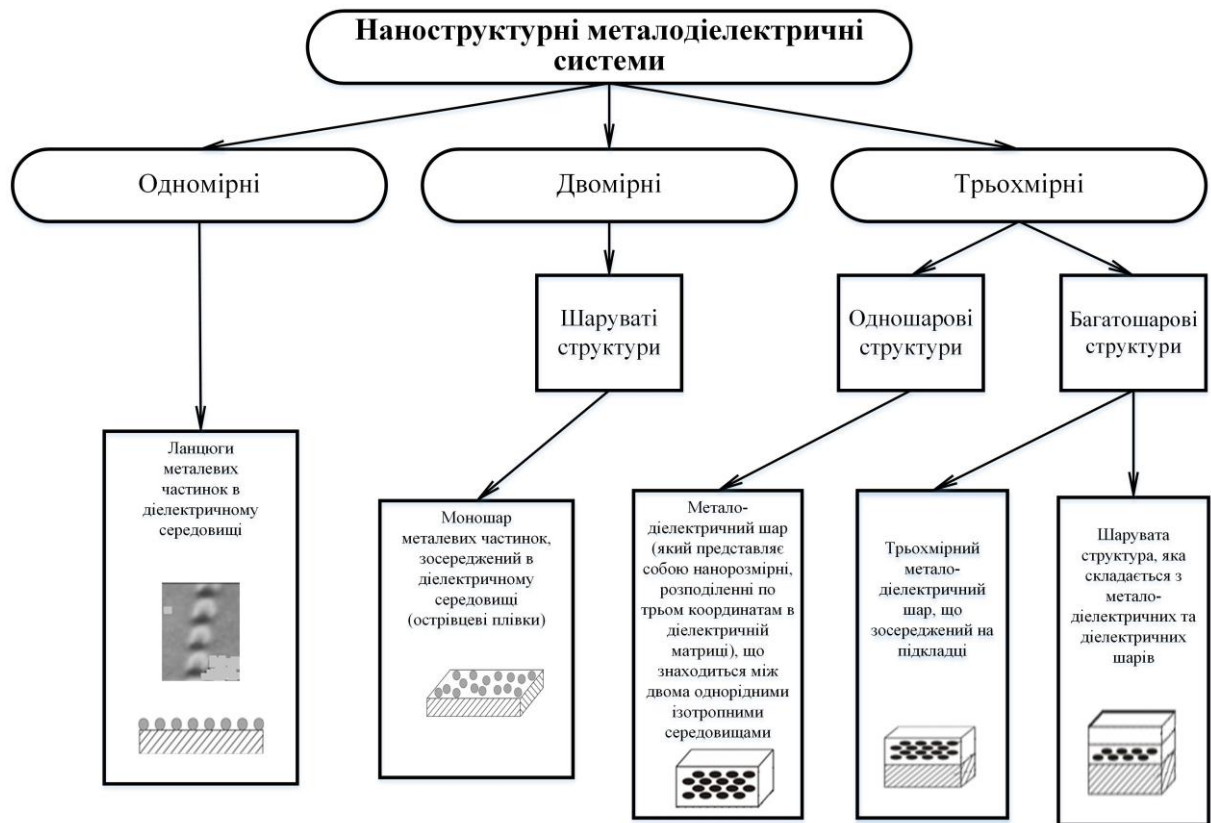 Наноструктурні металодіелектричні
системи
Одномірні
Двомірні
Трьохмірні
Шаруваті
структури
Одношарові
структури
Багатошарові
структури
Ланцюги
металевих
частинок в
діелектричному
середовищі
Моношар
металевих частинок,
зосереджений в
діелектричному
середовищі
(острівцеві плівки)
Метало-
діелектричний шар
(який представляє
собою нанорозмірні,
розподіленні по
трьом координатам в
діелектричній
матриці), що
знаходиться між
двома однорідними
ізотропними
середовищами
Трьохмірний
метало-
діелектричний
шар, що
зосереджений на
підкладці
Шарувата
структура, яка
складається з
метало-
діелектричних та
діелектричних
шарів